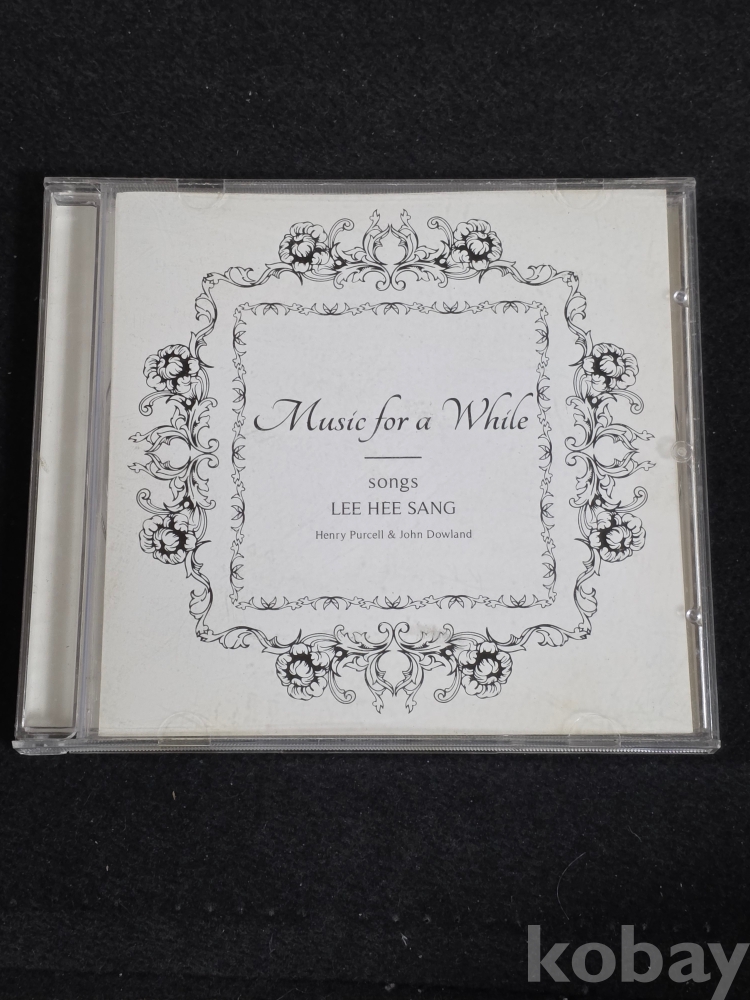 Music for a While
songs
LEE HEE SANG
Henry Purcell & John Dowland
kobay